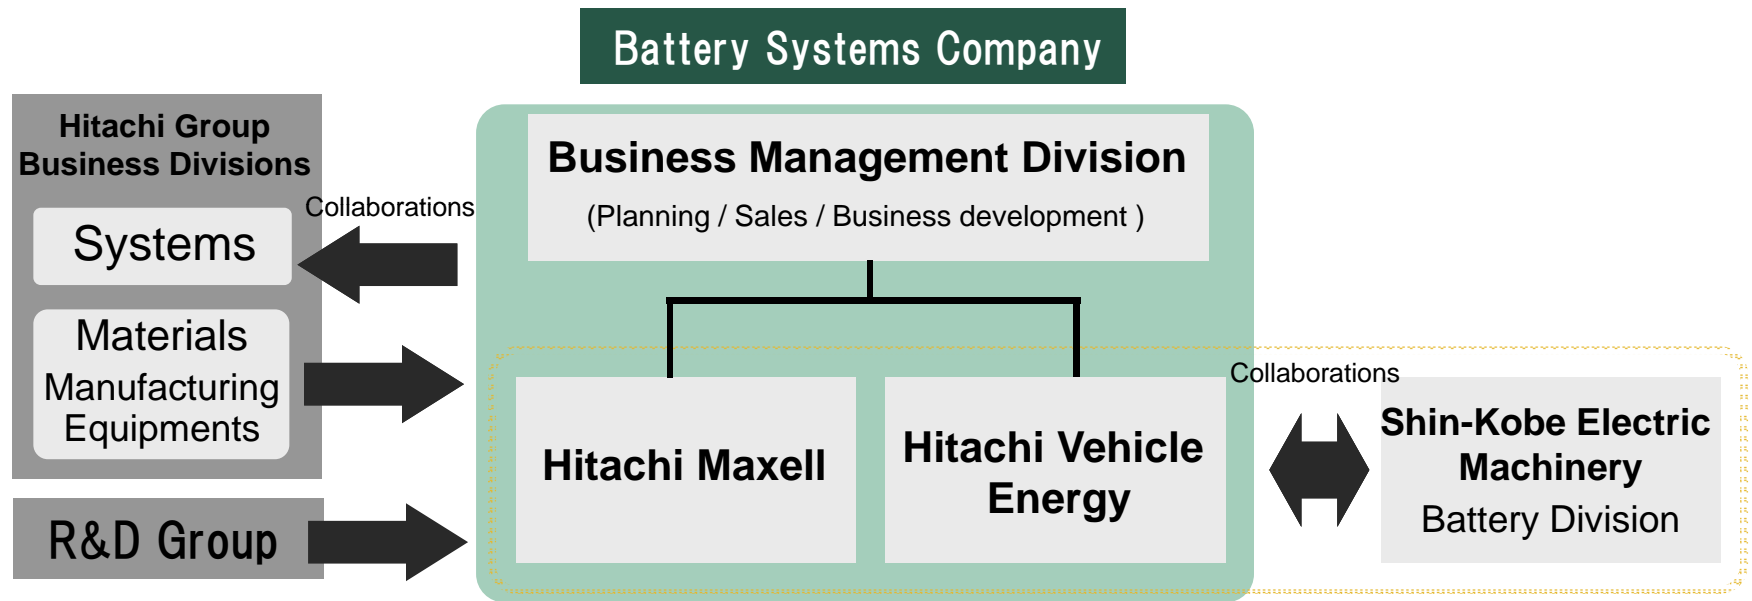 Battery Systems Company
Hitachi Group
Business Divisions
Systems
Materials
Manufacturing
Equipments
R&D Group
Collaborations
Business Management Division
(Planning / Sales / Business development )
Hitachi Maxell
Hitachi Vehicle
Energy
Collaborations
Shin-Kobe Electric
Machinery
Battery Division